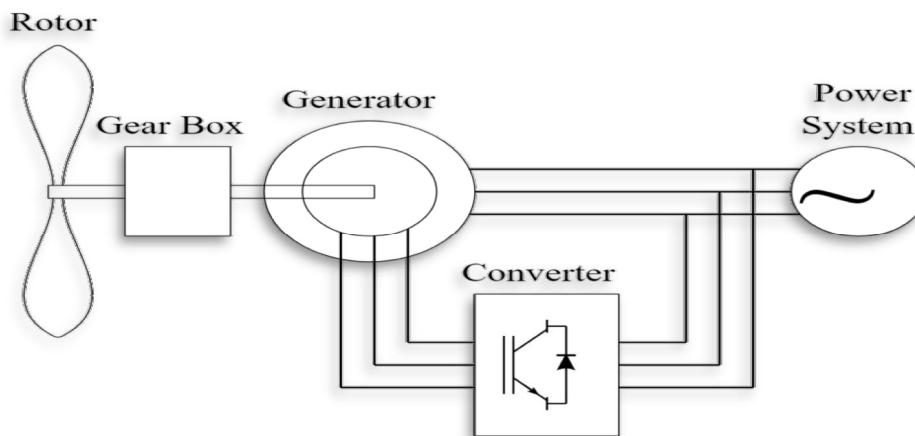 Rotor
Gear Box
Generator
Power
System
Converter